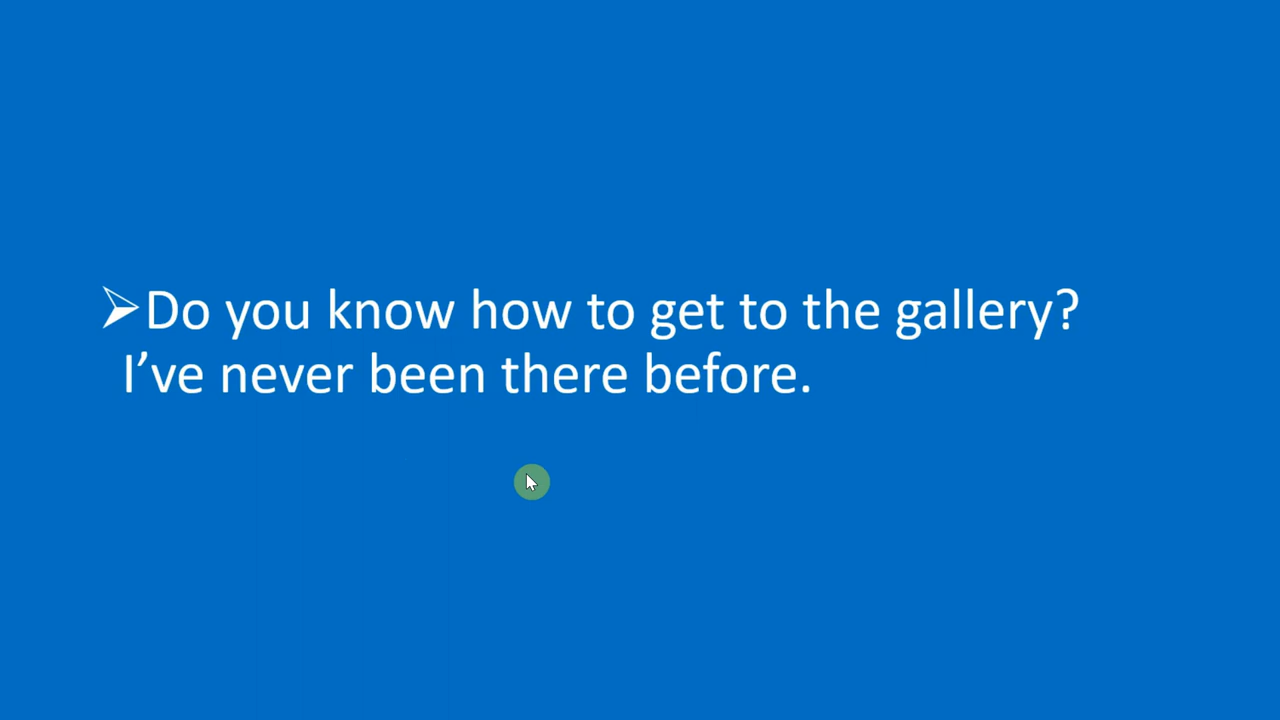 ➢Do you know how to get to the gallery?
I’ve never been there before.